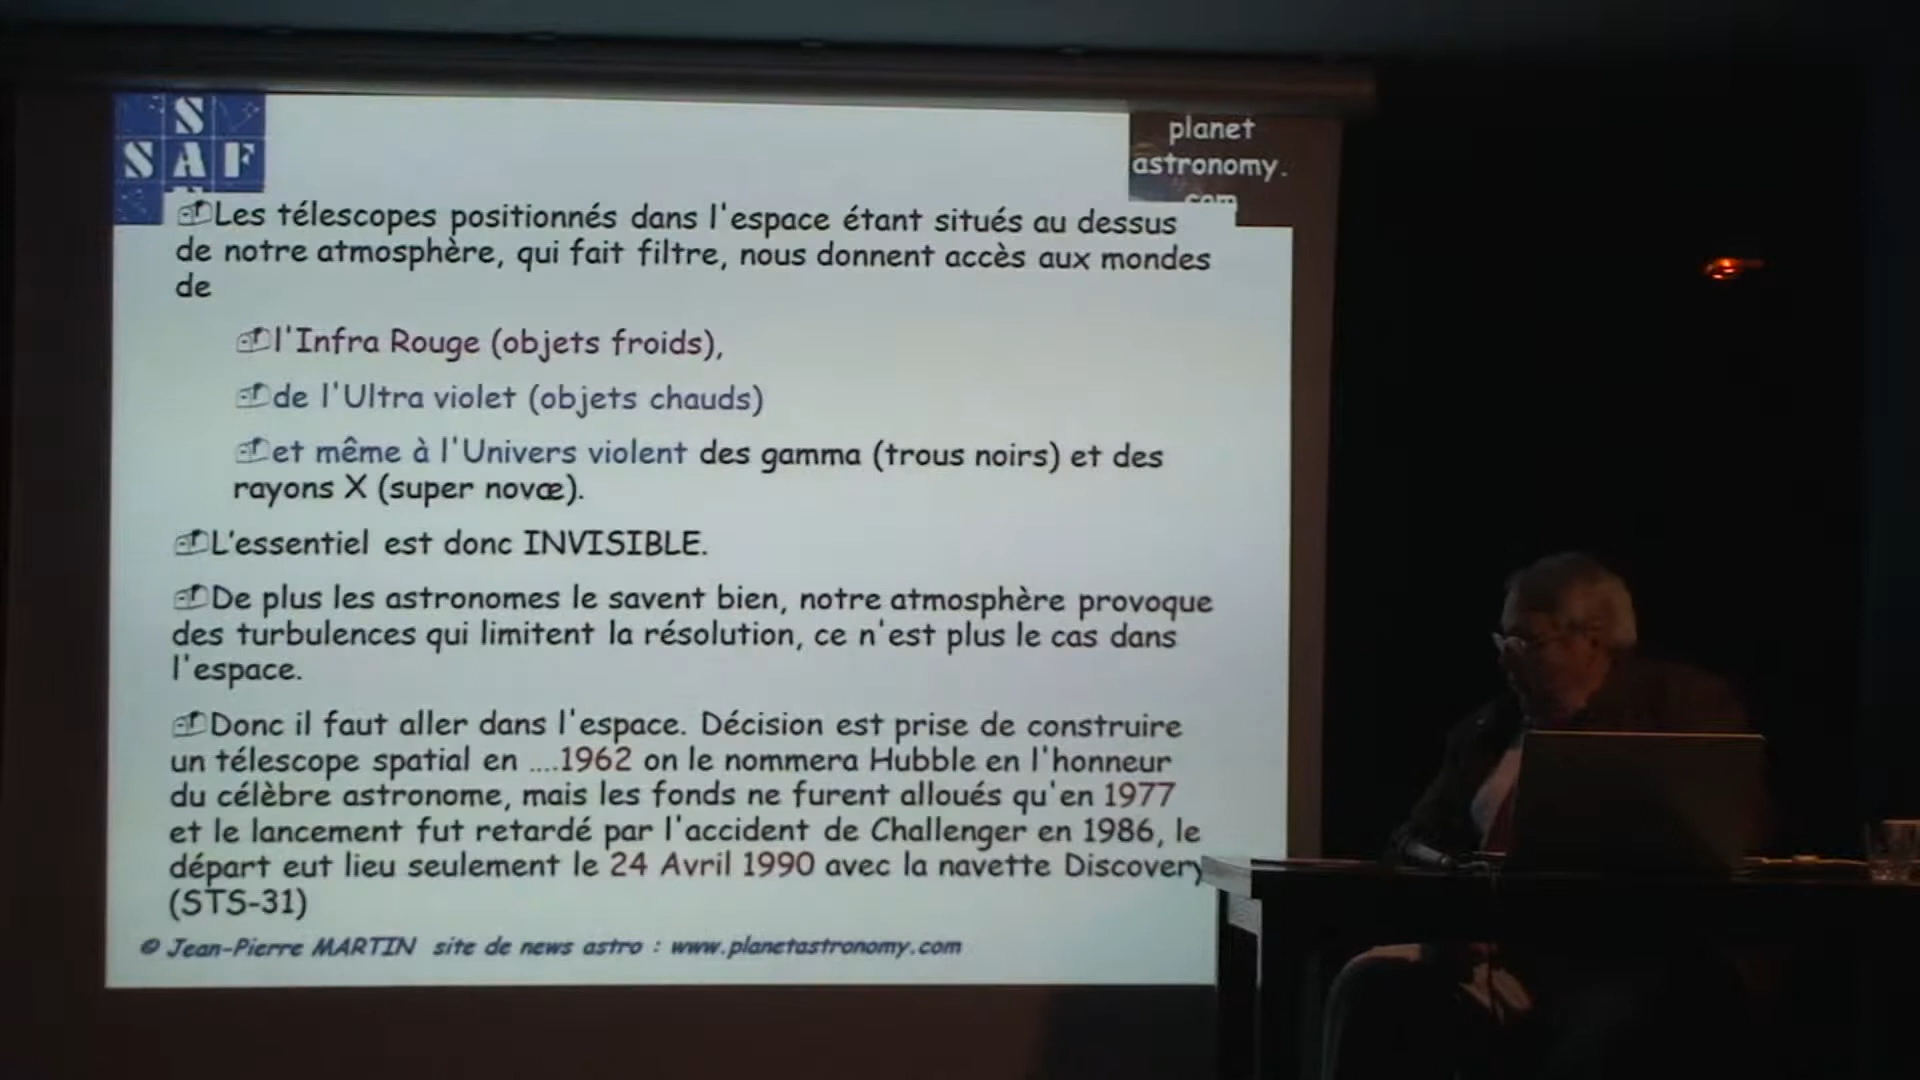 S
SAF
planet
astronomy.
com
Les télescopes positionnés dans l'espace étant situés au dessus
de notre atmosphère, qui fait filtre, nous donnent accès aux mondes
de
l'Infra Rouge (objets froids),
de l'Ultra violet (objets chauds)
et même à l'Univers violent des gamma (trous noirs) et des
rayons X (super novæ).
L'essentiel est donc INVISIBLE.
De plus les astronomes le savent bien, notre atmosphère provoque
des turbulences qui limitent la résolution, ce n'est plus le cas dans
l'espace.
Donc il faut aller dans l'espace. Décision est prise de construire
un télescope spatial en ....1962 on le nommera Hubble en l'honneur
du célèbre astronome, mais les fonds ne furent alloués qu'en 1977
et le lancement fut retardé par l'accident de Challenger en 1986, le
départ eut lieu seulement le 24 Avril 1990 avec la navette Discovery
(STS-31)
© Jean-Pierre MARTIN site de news astro : www.planetastronomy.com